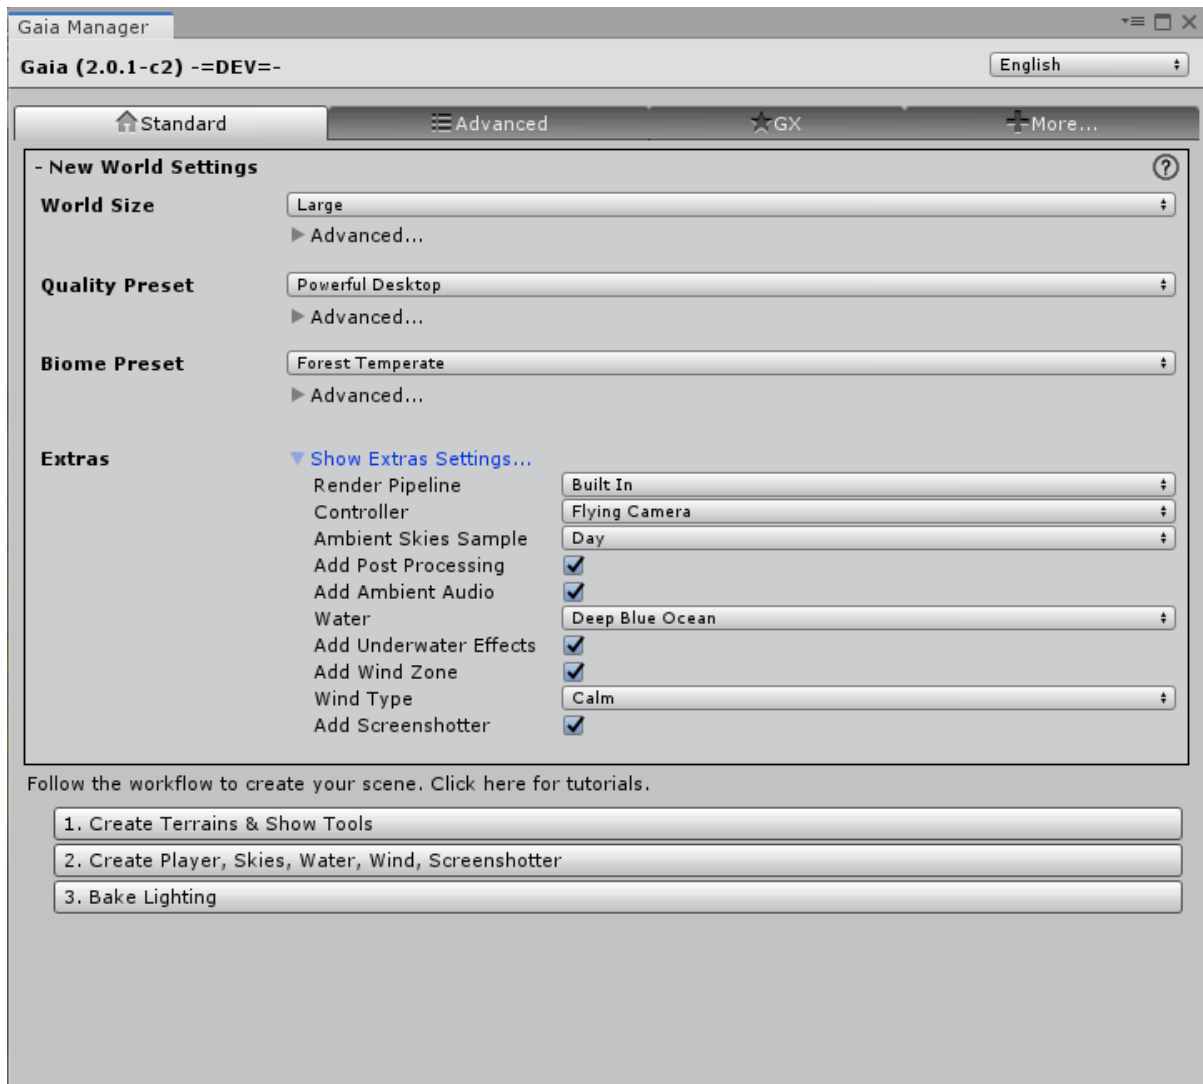 Gaia Manager
Gaia (2.0.1-c2) -=DEV=-
English
Standard
Advanced
GX
More...
- New World Settings
?
World Size
Large
Advanced...
Quality Preset
Powerful Desktop
Advanced...
Biome Preset
Forest Temperate
Advanced...
Extras
Show Extras Settings...
Render Pipeline
Built In
Controller
Flying Camera
Ambient Skies Sample
Day
Add Post Processing
Add Ambient Audio
Water
Deep Blue Ocean
Add Underwater Effects
Add Wind Zone
Wind Type
Calm
Add Screenshotter
Follow the workflow to create your scene. Click here for tutorials.
1. Create Terrains & Show Tools
2. Create Player, Skies, Water, Wind, Screenshotter
3. Bake Lighting